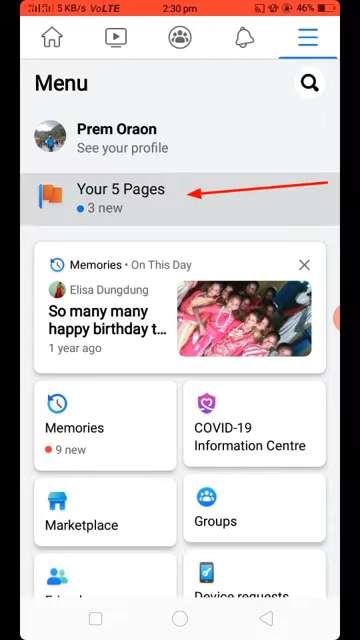 5 KB/s VoLTE 2:30 pm 46%
Menu
Prem Oraon
See your profile
Your 5 Pages
3 new
Memories • On This Day
Elisa Dungdung
So many many
happy birthday t...
1 year ago
Memories
9 new
COVID-19
Information Centre
Marketplace
Groups
Device requests